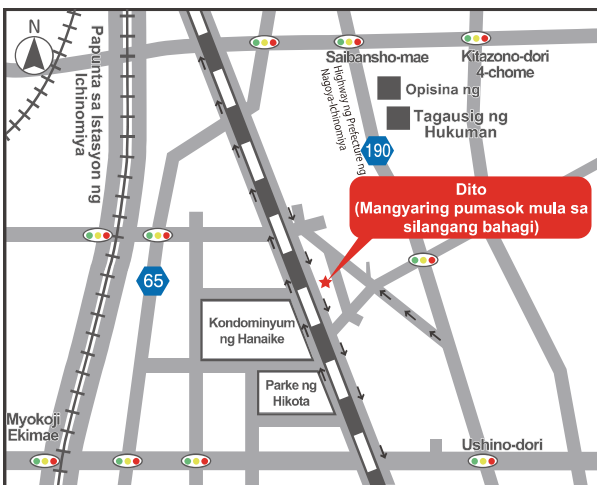 N
Papunta sa Istasyon ng
Ichinomiya
Saibansho-mae
Kitazono-dori
4-chome
Highway ng Prefecture ng
Nagoya-Ichinomiya
Opisina ng
Tagausig ng
Hukuman
190
Dito
(Mangyaring pumasok mula sa
silangang bahagi)
65
Kondominyum
ng Hanaike
Parke ng
Hikota
Myokoji
Ekimae
Ushino-dori